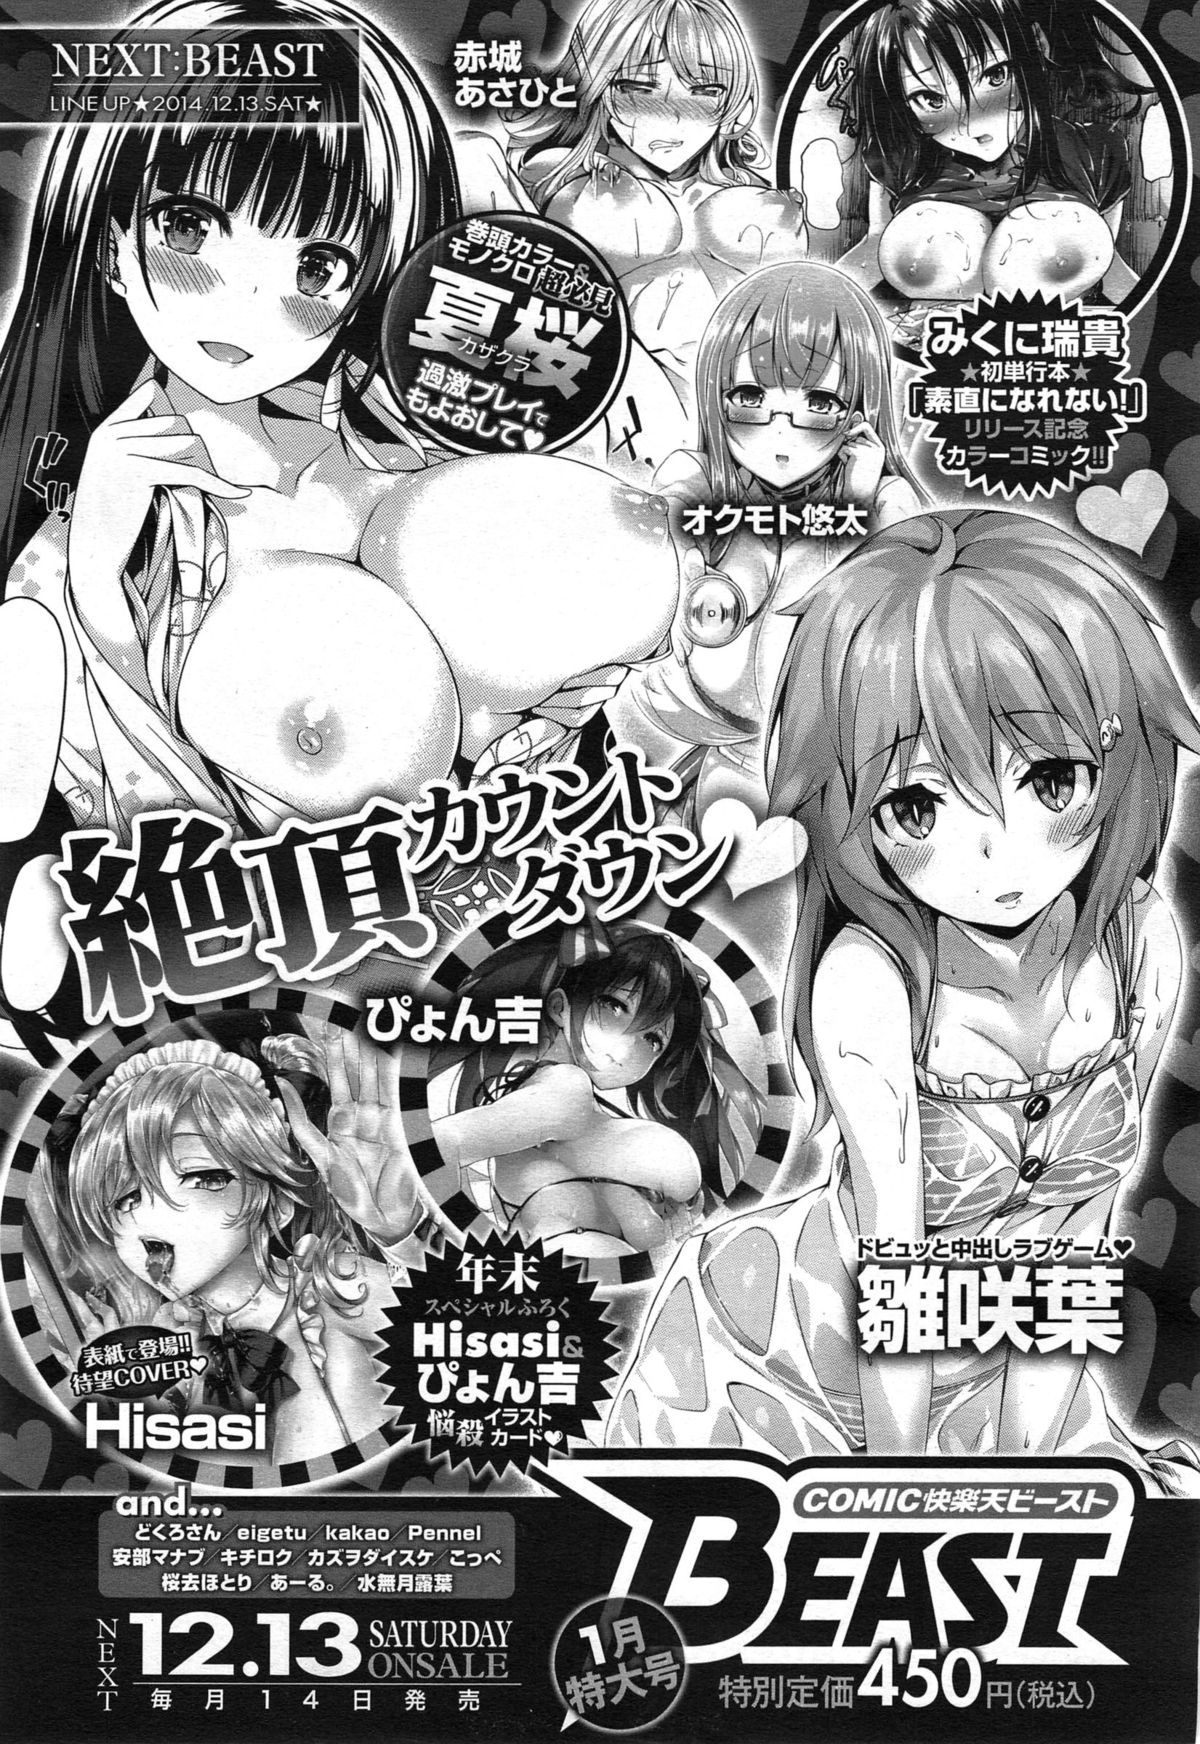 NEXT:BEAST
LINE UP★2014.12.13.SAT★
赤城
あさひと
巻頭カラー&
モノクロ超必見
夏桜
カザクラ
過激プレイで
もよおして♥
みくに瑞貴
★初単行本★
「素直になれない!」
リリース記念
カラーコミック!!
オクモト悠太
絶頂カウント
ダウン
ぴょん吉
ドピュッと中出しラブゲーム♥
雛咲葉
表紙で登場!!
待望COVER♥
Hisasi
年末
スペシャルふろく
Hisasi&
ぴょん吉
悩殺イラスト
カード♥
and...
どくろさん/eigetu/kakao/Pennel
安部マナブ/キチロク/カズヲダイスケ/こっぺ
桜去ほとり/あーる。/水無月露葉
NEXT
12.13 SATURDAY
ONSALE
毎月14日発売
COMIC快楽天ビースト
BEAST
1月
特大号
特別定価450円(税込)